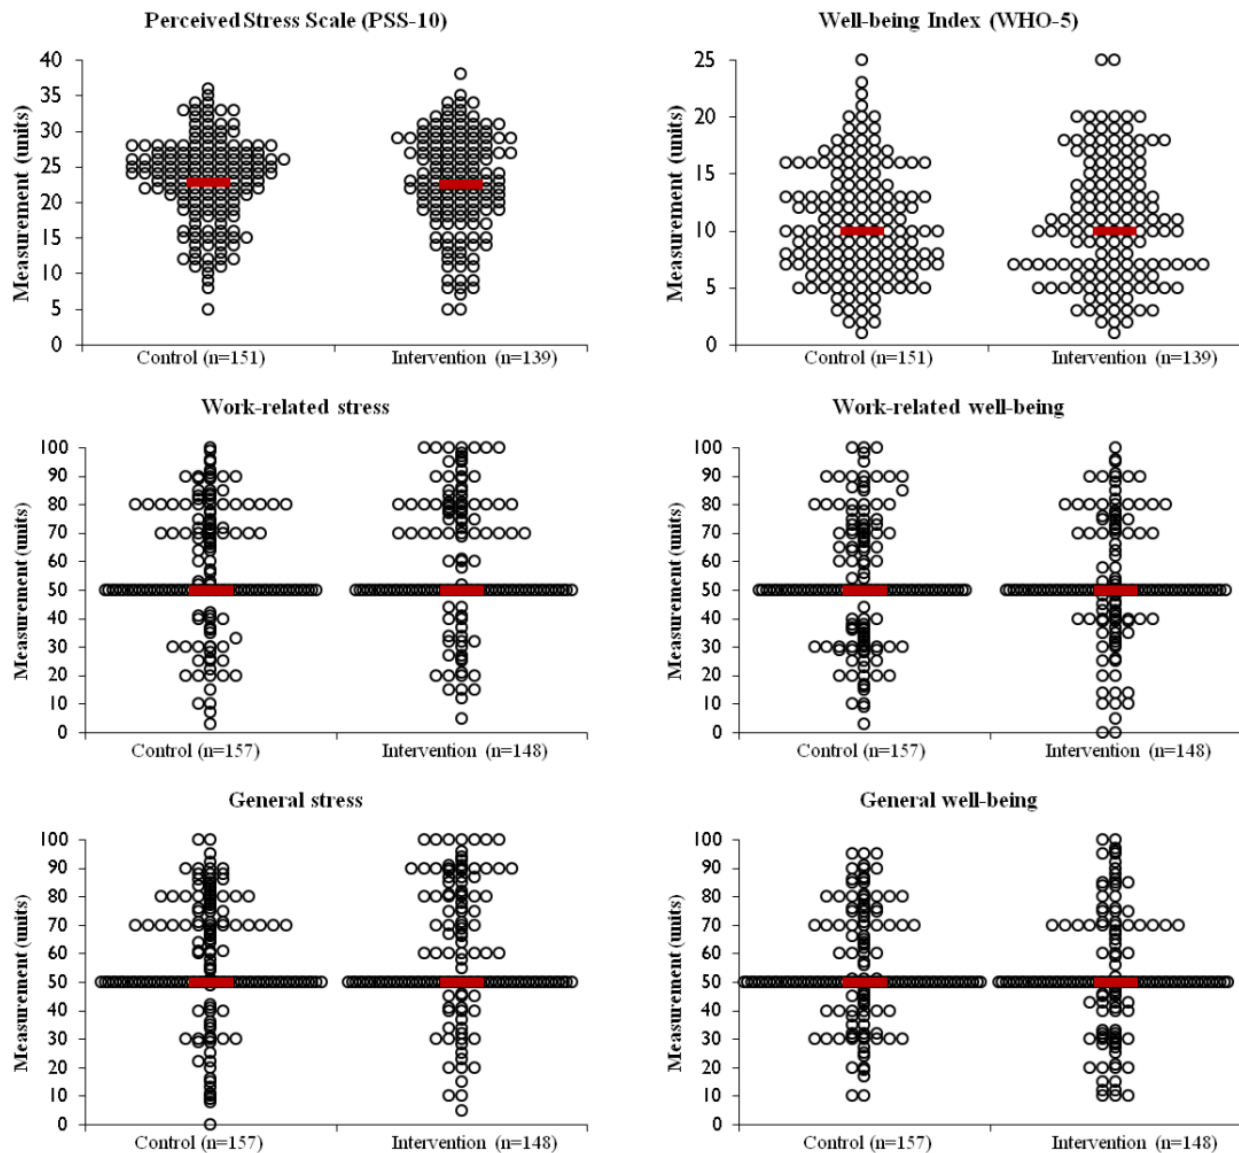 Perceived Stress Scale (PSS-10)
Measurement (units)
40
35
30
25
20
15
10
5
0
Control (n=151)
Intervention (n=139)
Well-being Index (WHO-5)
Measurement (units)
25
20
15
10
5
0
Control (n=151)
Intervention (n=139)
Work-related stress
Measurement (units)
100
90
80
70
60
50
40
30
20
10
0
Control (n=157)
Intervention (n=148)
Work-related well-being
Measurement (units)
100
90
80
70
60
50
40
30
20
10
0
Control (n=157)
Intervention (n=148)
General stress
Measurement (units)
100
90
80
70
60
50
40
30
20
10
0
Control (n=157)
Intervention (n=148)
General well-being
Measurement (units)
100
90
80
70
60
50
40
30
20
10
0
Control (n=157)
Intervention (n=148)